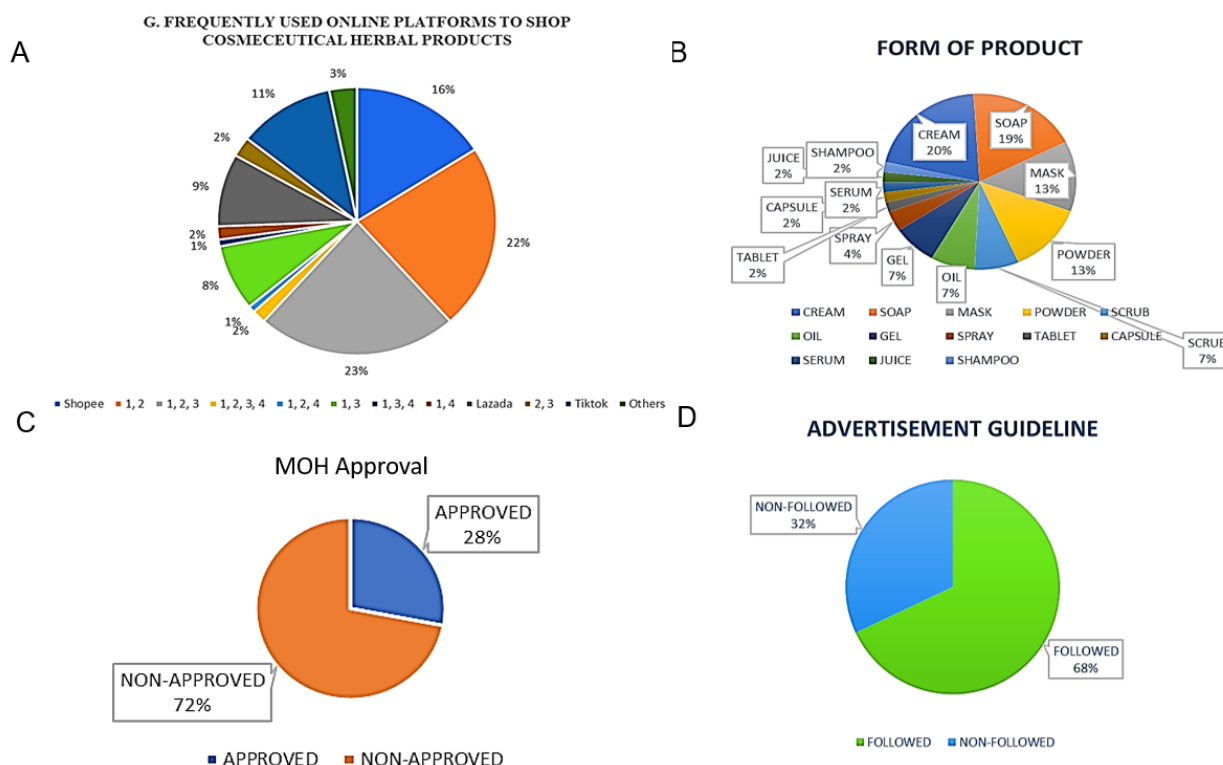 G. FREQUENTLY USED ONLINE PLATFORMS TO SHOP
COSMECEUTICAL HERBAL PRODUCTS
A
3%
16%
11%
2%
9%
2%
1%
8%
1%
2%
22%
23%
Shopee 1, 2 1, 2, 3 1, 2, 3, 4 1, 2, 4 1, 3 1, 3, 4 1, 4 Lazada 2, 3 Tiktok Others
B
FORM OF PRODUCT
CREAM
20%
SOAP
19%
MASK
13%
POWDER
13%
SCRUB
7%
OIL
7%
GEL
7%
SPRAY
4%
TABLET
2%
CAPSULE
2%
SERUM
2%
JUICE
2%
SHAMPOO
2%
CREAM SOAP MASK POWDER SCRUB
OIL GEL SPRAY TABLET CAPSULE
SERUM JUICE SHAMPOO
C
MOH Approval
APPROVED
28%
NON-APPROVED
72%
APPROVED NON-APPROVED
D
ADVERTISEMENT GUIDELINE
NON-FOLLOWED
32%
FOLLOWED
68%
FOLLOWED NON-FOLLOWED